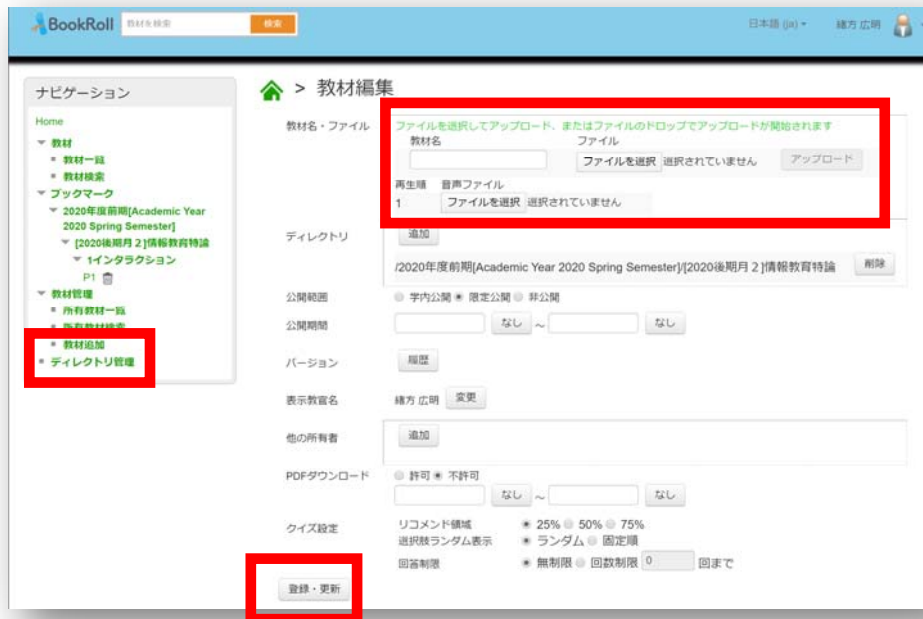 BookRoll 教材を検索 検索 日本語 (ja) 緒方 広明
ナビゲーション
Home
教材
教材一覧
教材検索
ブックマーク
2020年度前期[Academic Year
2020 Spring Semester]
[2020後期月２]情報教育特論
1インタラクション
P1
教材管理
所有教材一覧
所有教材検索
教材追加
ディレクトリ管理
> 教材編集
教材名・ファイル
ファイルを選択してアップロード、またはファイルのドロップでアップロードが開始されます
教材名 ファイル
ファイルを選択 選択されていません アップロード
再生順 音声ファイル
1 ファイルを選択 選択されていません
ディレクトリ 追加
/2020年度前期[Academic Year 2020 Spring Semester]/[2020後期月２]情報教育特論 削除
公開範囲 学内公開 限定公開 非公開
公開期間 なし ～ なし
バージョン 履歴
表示教官名 緒方 広明 変更
他の所有者 追加
PDFダウンロード 許可 不許可
なし ～ なし
クイズ設定
リコメンド領域 25% 50% 75%
選択肢ランダム表示 ランダム 固定順
回答制限 無制限 回数制限 0 回まで
登録・更新